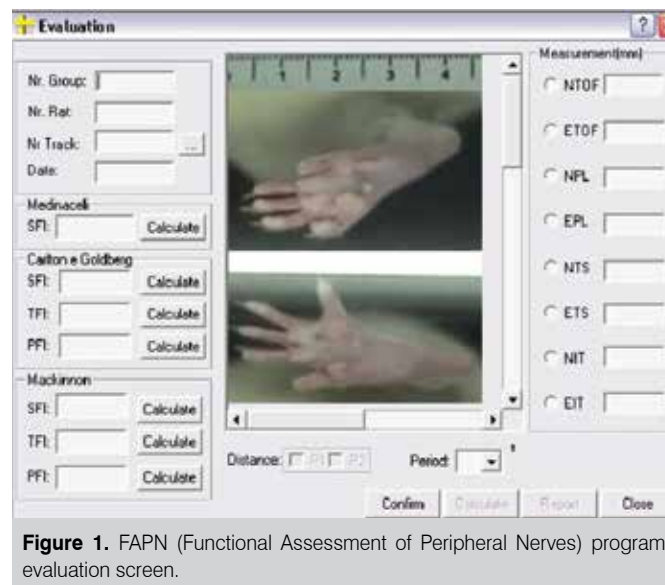 Evaluation
?
Nr. Group:
Nr. Rat:
Nr Track:
...
Date:
Medinaceli
SFI:
Calculate
Carlton e Goldberg
SFI:
Calculate
TFI:
Calculate
PFI:
Calculate
Mackinnon
SFI:
Calculate
TFI:
Calculate
PFI:
Calculate
1 2 3 4
Measurement(mm)
NTOF
ETOF
NPL
EPL
NTS
ETS
NIT
EIT
Distance: P1 P2
Period:
Confirm
Calculate
Report
Close
Figure 1. FAPN (Functional Assessment of Peripheral Nerves) program
evaluation screen.